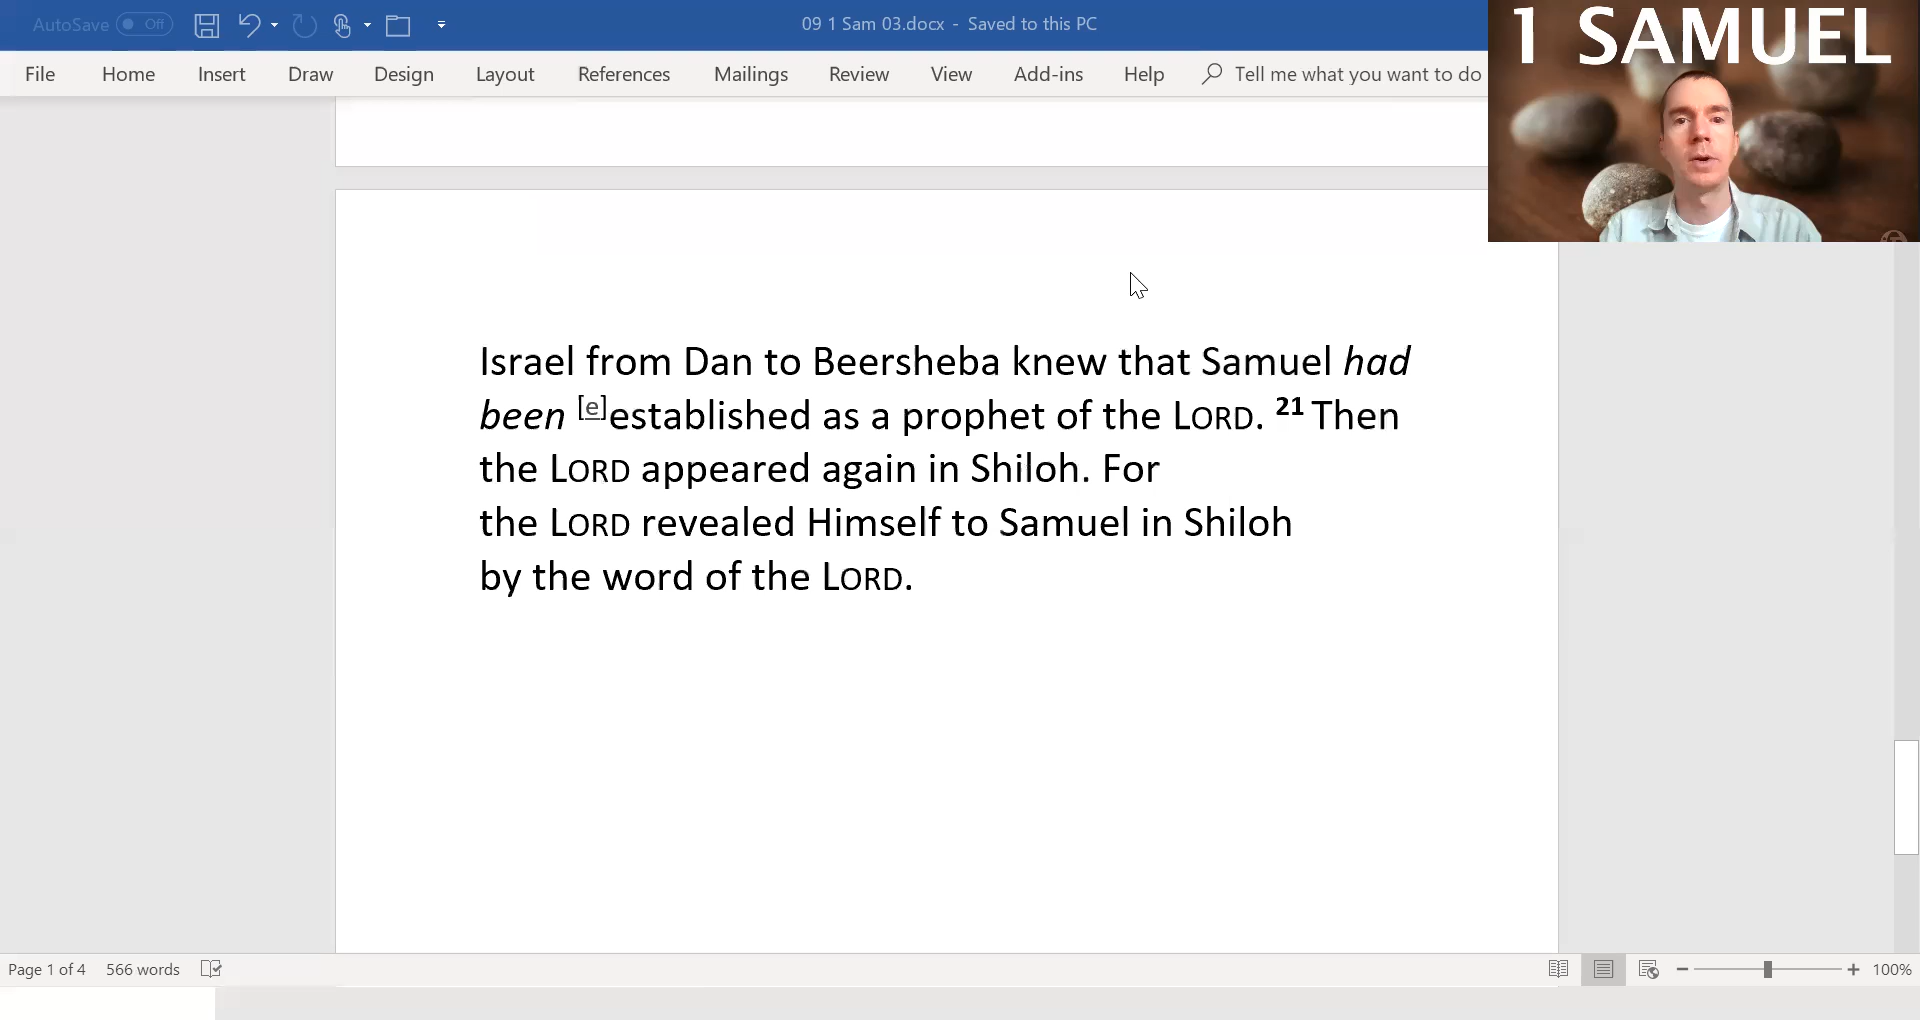 AutoSave Off
09 1 Sam 03.docx - Saved to this PC
1 SAMUEL
File Home Insert Draw Design Layout References Mailings Review View Add-ins Help Tell me what you want to do
Israel from Dan to Beersheba knew that Samuel had
been [e]established as a prophet of the LORD. 21 Then
the LORD appeared again in Shiloh. For
the LORD revealed Himself to Samuel in Shiloh
by the word of the LORD.
Page 1 of 4 566 words 100%